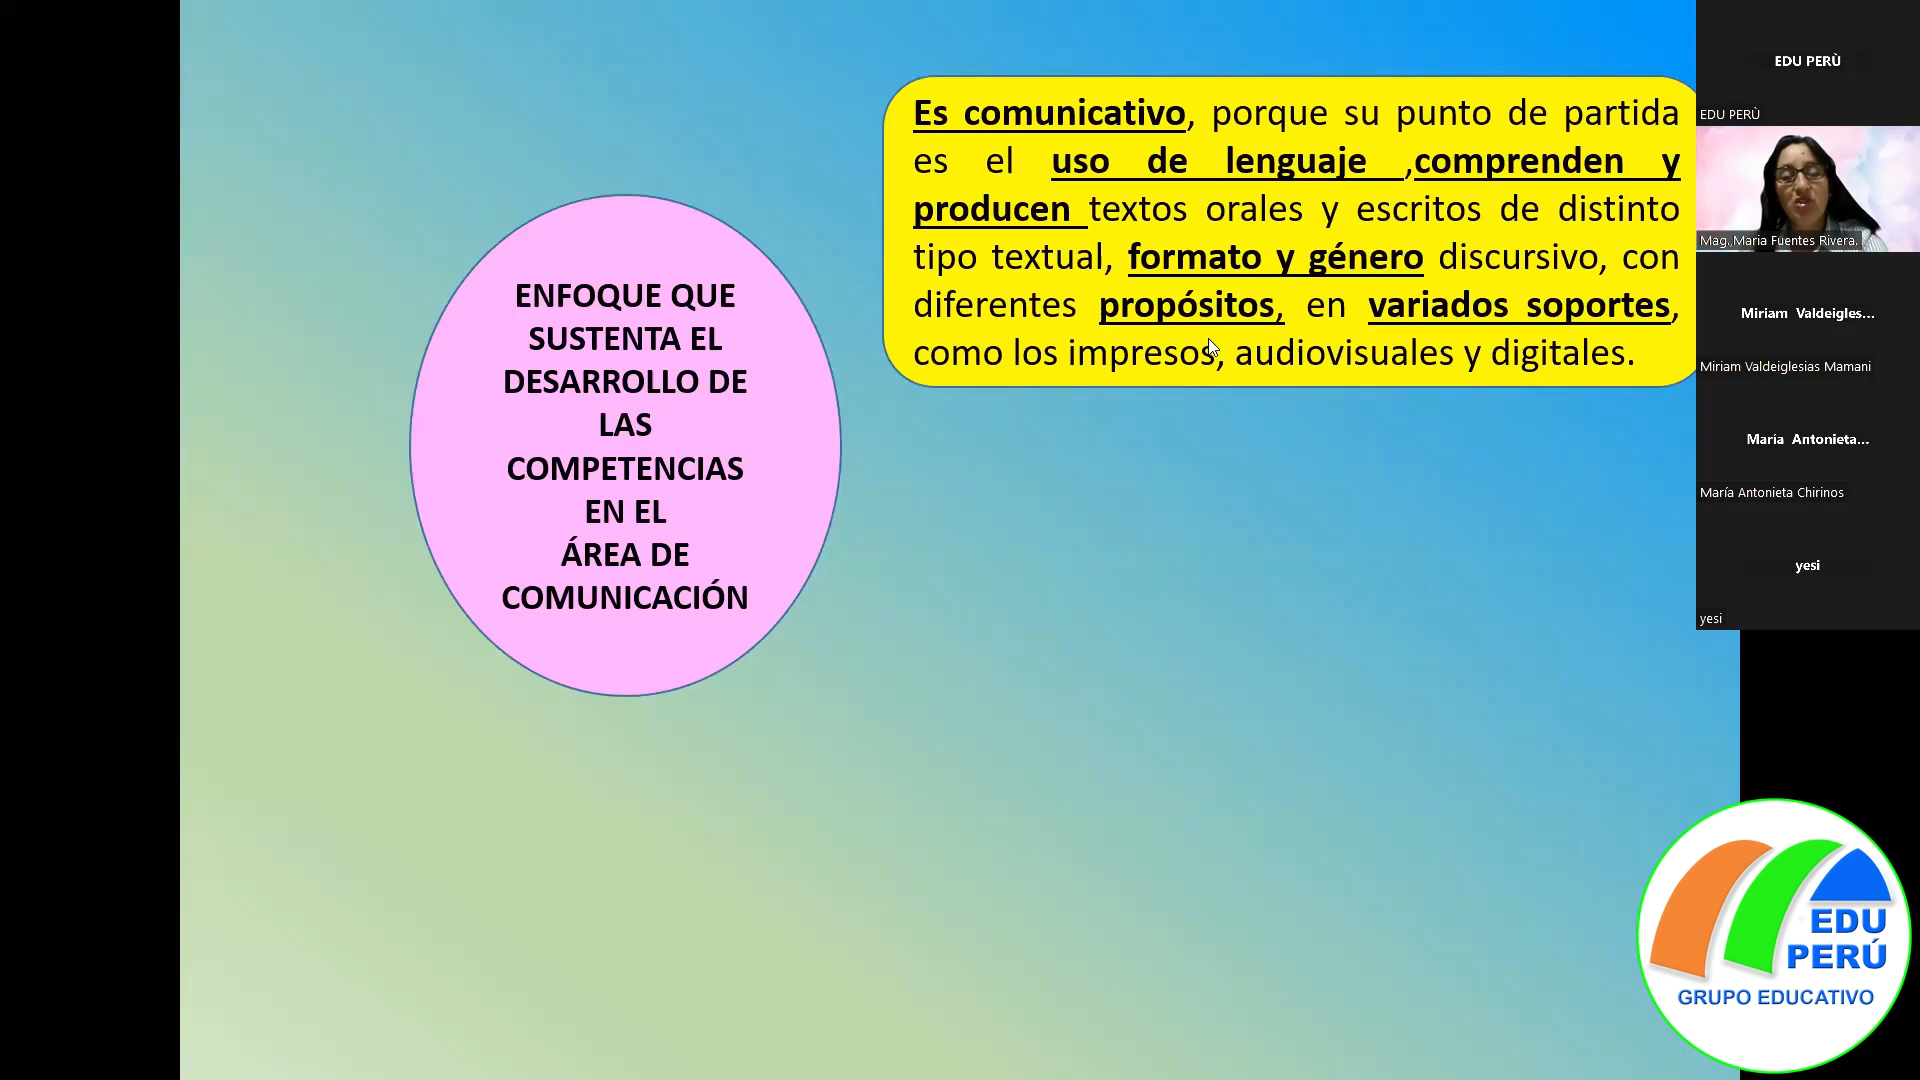 ENFOQUE QUE
SUSTENTA EL
DESARROLLO DE
LAS
COMPETENCIAS
EN EL
ÁREA DE
COMUNICACIÓN
Es comunicativo, porque su punto de partida
es el uso de lenguaje ,comprenden y
producen textos orales y escritos de distinto
tipo textual, formato y género discursivo, con
diferentes propósitos, en variados soportes,
como los impresos, audiovisuales y digitales.
EDU PERÙ
EDU PERÙ
Mag. Maria Fuentes Rivera.
Miriam Valdeigles...
Miriam Valdeiglesias Mamani
María Antonieta...
María Antonieta Chirinos
yesi
yesi
EDU
PERÚ
GRUPO EDUCATIVO